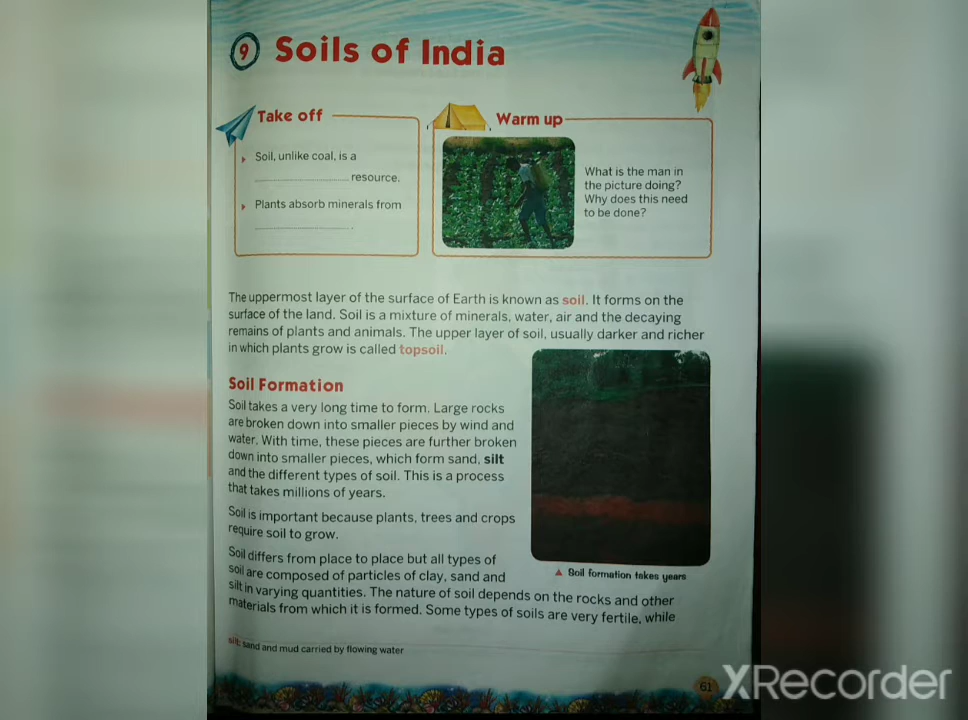 9 Soils of India
Take off
Soil, unlike coal, is a
resource.
Plants absorb minerals from
.
Warm up
What is the man in
the picture doing?
Why does this need
to be done?
The uppermost layer of the surface of Earth is known as soil. It forms on the
surface of the land. Soil is a mixture of minerals, water, air and the decaying
remains of plants and animals. The upper layer of soil, usually darker and richer
in which plants grow is called topsoil.
Soil Formation
Soil takes a very long time to form. Large rocks
are broken down into smaller pieces by wind and
water. With time, these pieces are further broken
down into smaller pieces, which form sand, silt
and the different types of soil. This is a process
that takes millions of years.
Soil is important because plants, trees and crops
require soil to grow.
Soil differs from place to place but all types of
soil are composed of particles of clay, sand and
silt in varying quantities. The nature of soil depends on the rocks and other
materials from which it is formed. Some types of soils are very fertile, while
Soil formation takes years
silt: sand and mud carried by flowing water
61
XRecorder